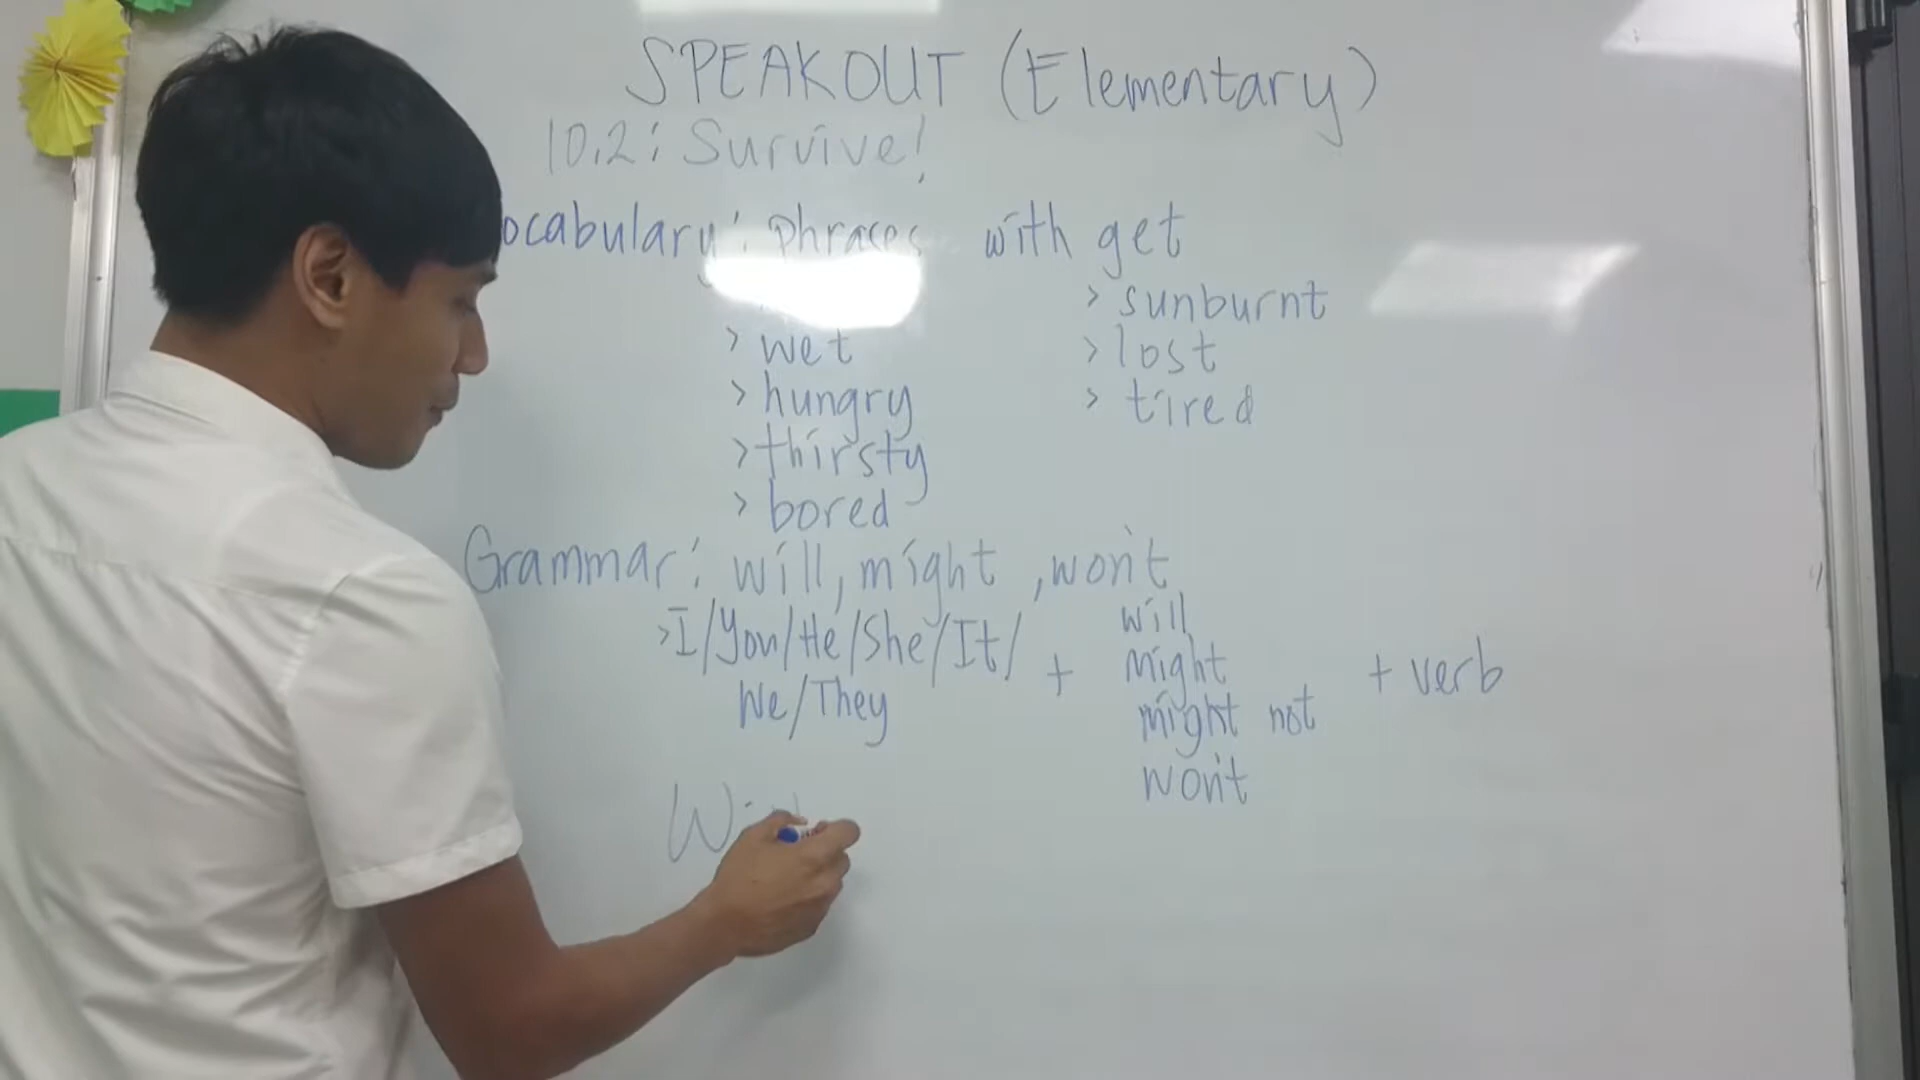 SPEAKOUT (Elementary)
10.2: Survive!
ocabulary: phrases with get
> wet
> hungry
> thirsty
> bored
> sunburnt
> lost
> tired
Grammar: will, might, won't
> I/You/He/She/It/
We/They
+
will
might
might not
won't
+ verb